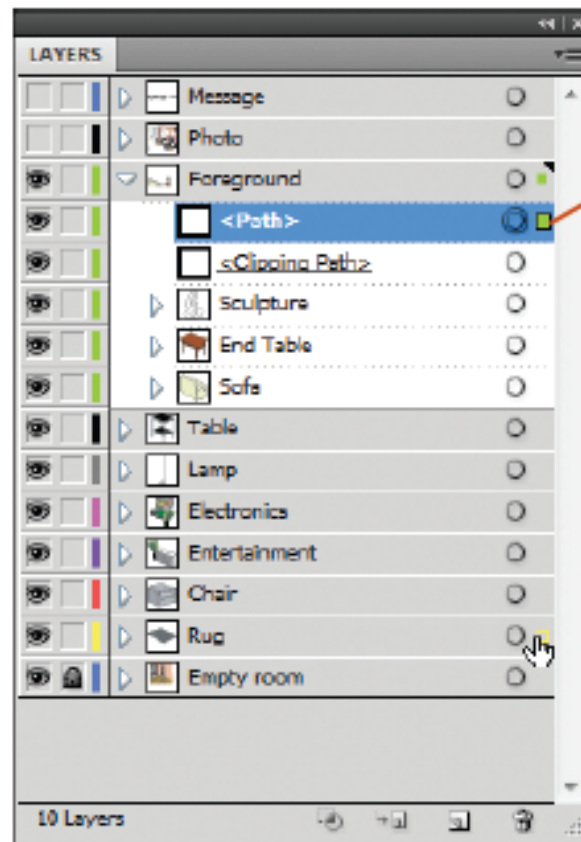 LAYERS
Message
Photo
Foreground
<Path>
<Clipping Path>
Sculpture
End Table
Sofa
Table
Lamp
Electronics
Entertainment
Chair
Rug
Empty room
10 Layers